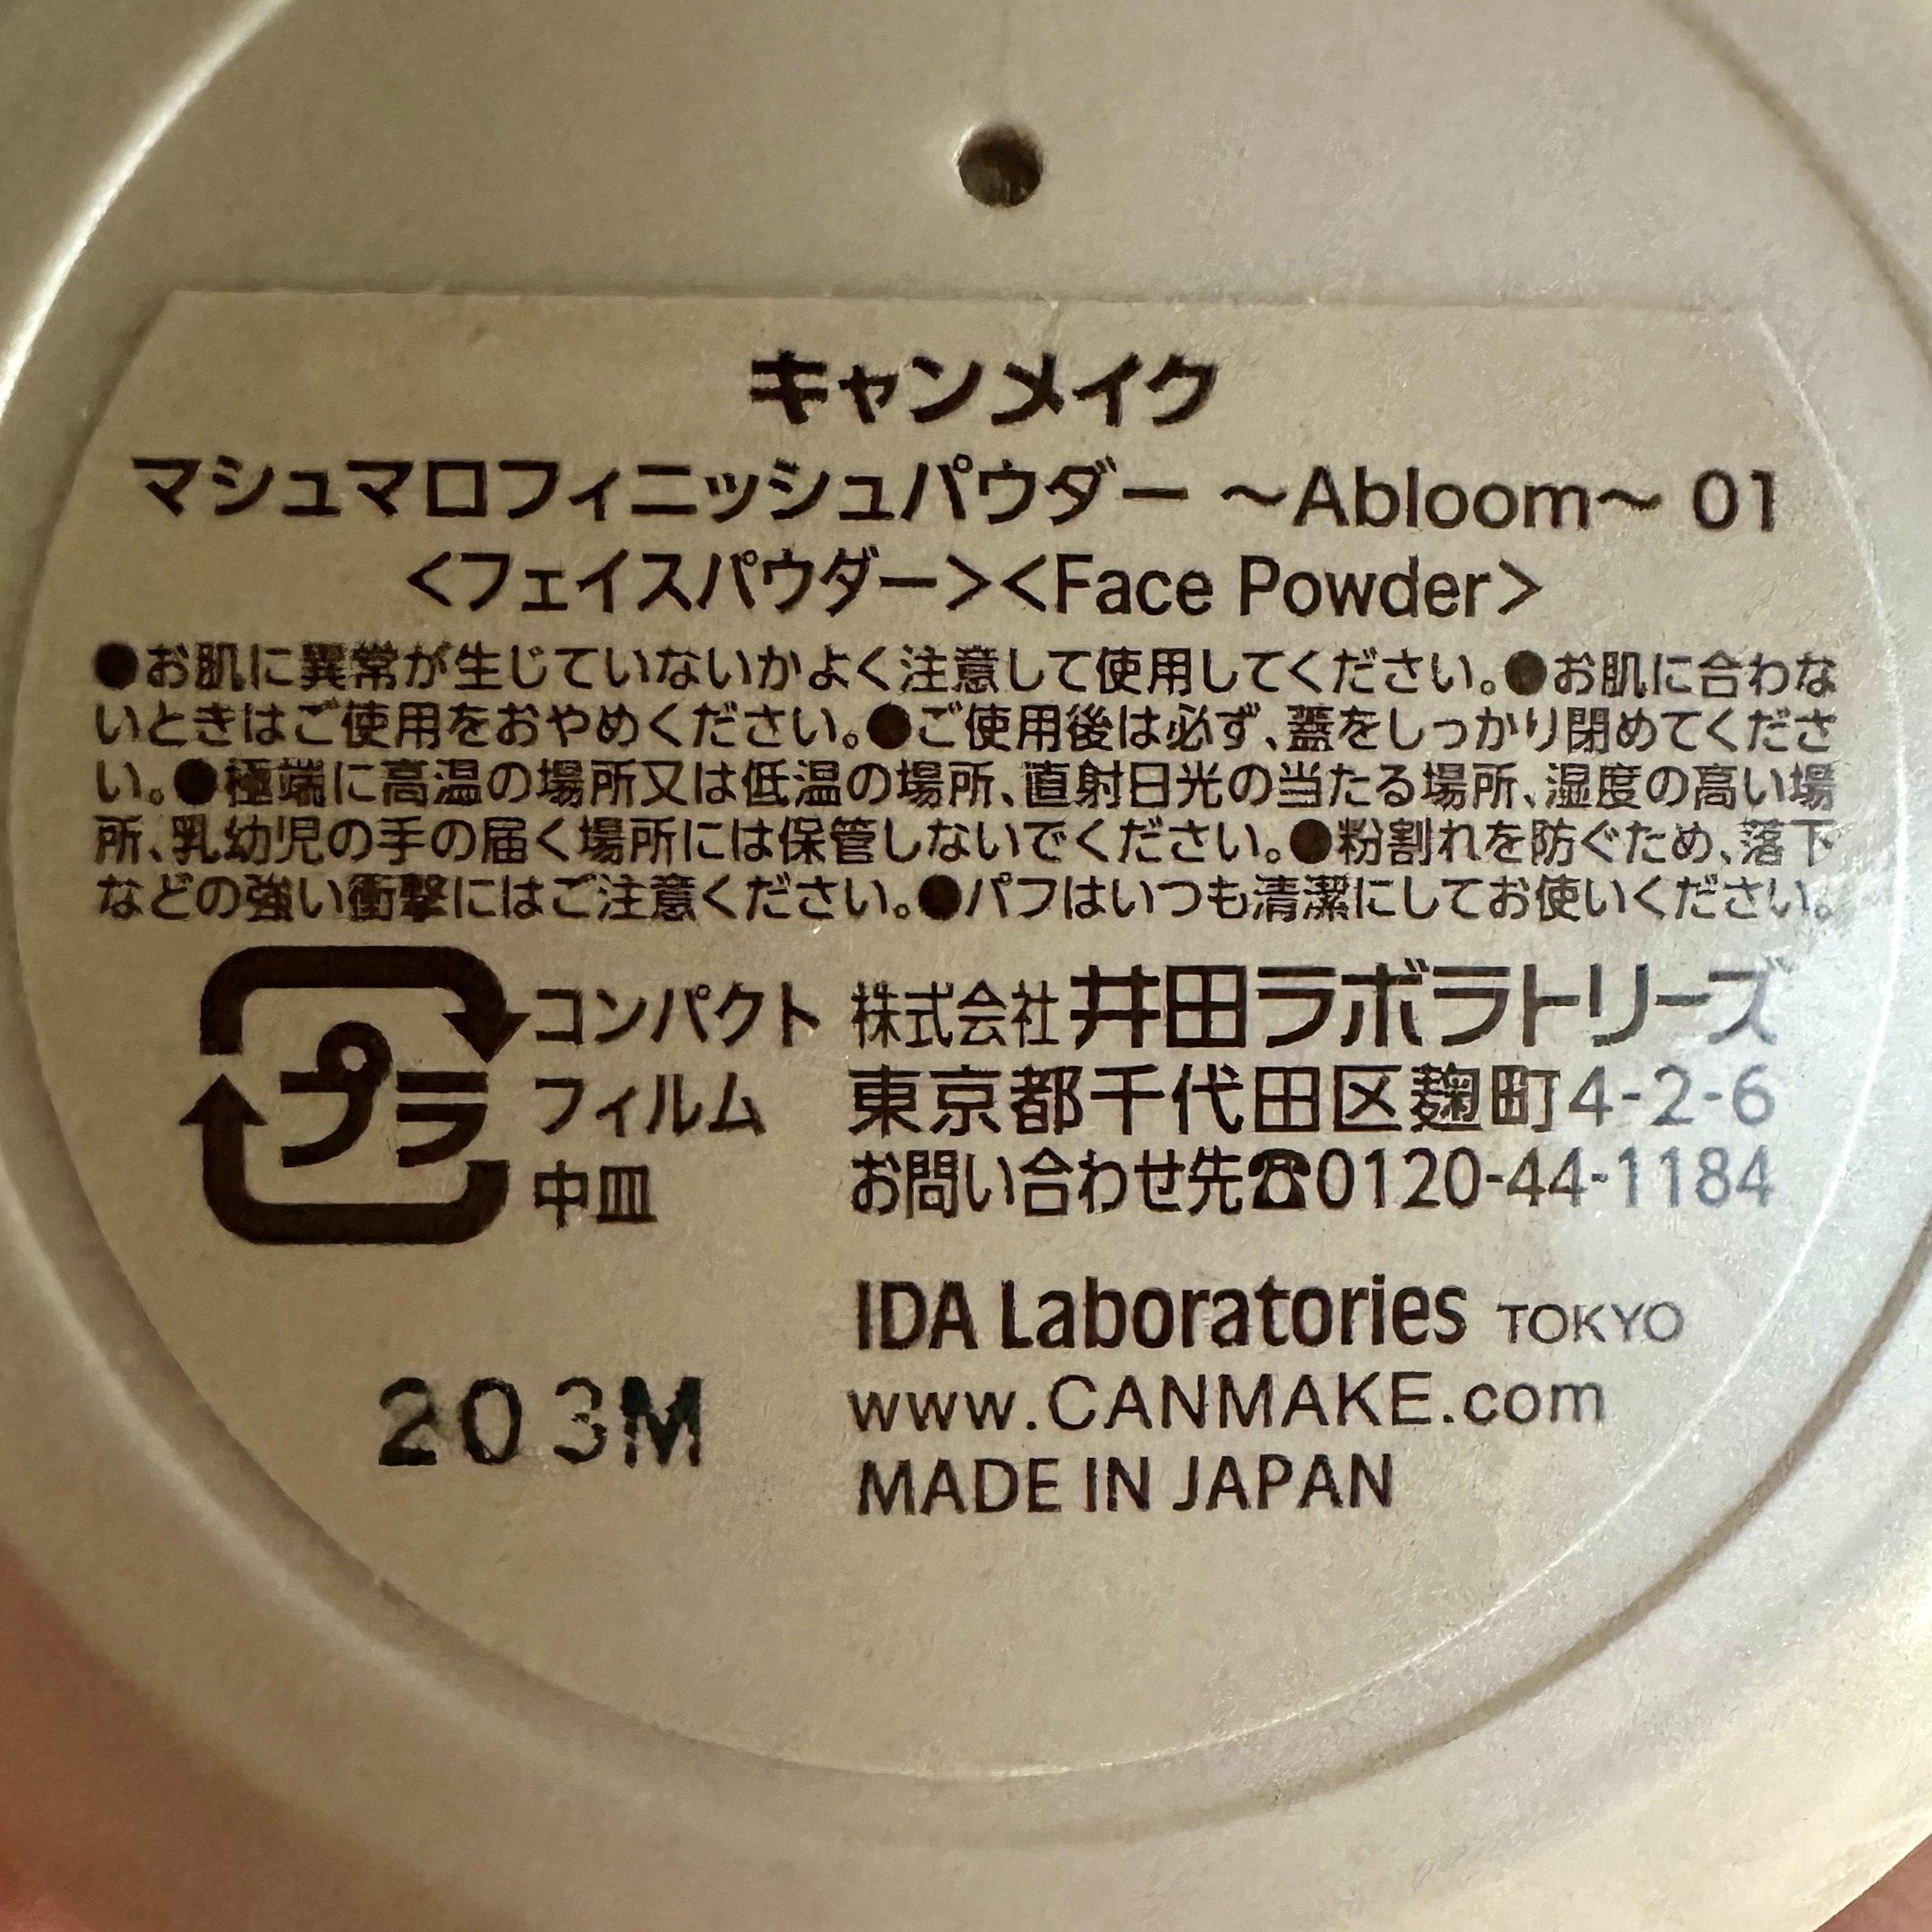 キャンメイク
マシュマロフィニッシュパウダー ～Abloom～ 01
<フェイスパウダー><Face Powder>
●お肌に異常が生じていないかよく注意して使用してください。●お肌に合わな
いときはご使用をおやめください。●ご使用後は必ず、蓋をしっかり閉めてくださ
い。●極端に高温の場所又は低温の場所、直射日光の当たる場所、湿度の高い場
所、乳幼児の手の届く場所には保管しないでください。●粉割れを防ぐため、落下
などの強い衝撃にはご注意ください。●パフはいつも清潔にしてお使いください。
プラ
コンパクト
フィルム
中皿
株式会社井田ラボラトリーズ
東京都千代田区麹町4-2-6
お問い合わせ先☎0120-44-1184
IDA Laboratories TOKYO
www.CANMAKE.com
MADE IN JAPAN
203M